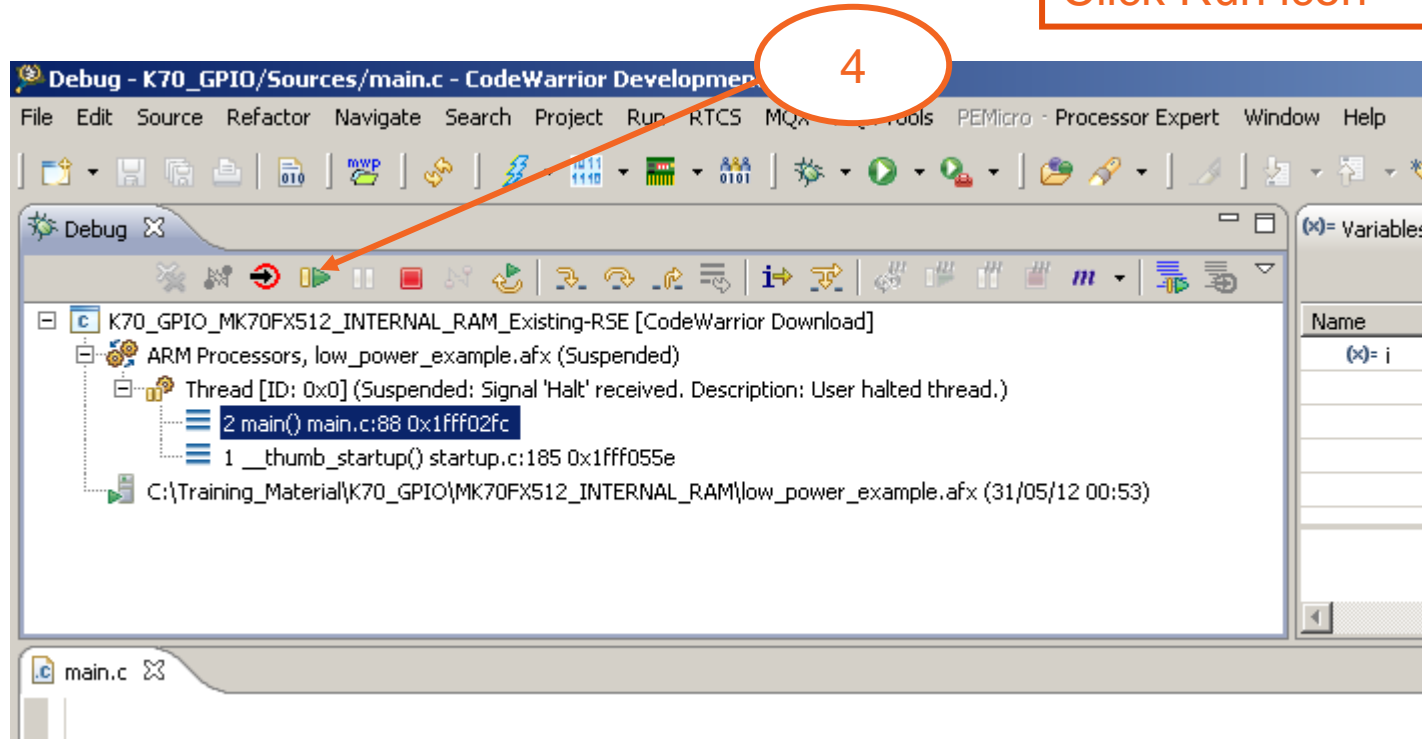 Click Run Icon
4
Debug - K70_GPIO/Sources/main.c - CodeWarrior Developmen
File Edit Source Refactor Navigate Search Project Run RTCS MQX Tools PEMicro - Processor Expert Window Help
Debug
(x)= Variables
K70_GPIO_MK70FX512_INTERNAL_RAM_Existing-RSE [CodeWarrior Download]
Name
ARM Processors, low_power_example.afx (Suspended)
(x)= i
Thread [ID: 0x0] (Suspended: Signal 'Halt' received. Description: User halted thread.)
2 main() main.c:88 0x1fff02fc
1 __thumb_startup() startup.c:185 0x1fff055e
C:\Training_Material\K70_GPIO\MK70FX512_INTERNAL_RAM\low_power_example.afx (31/05/12 00:53)
main.c